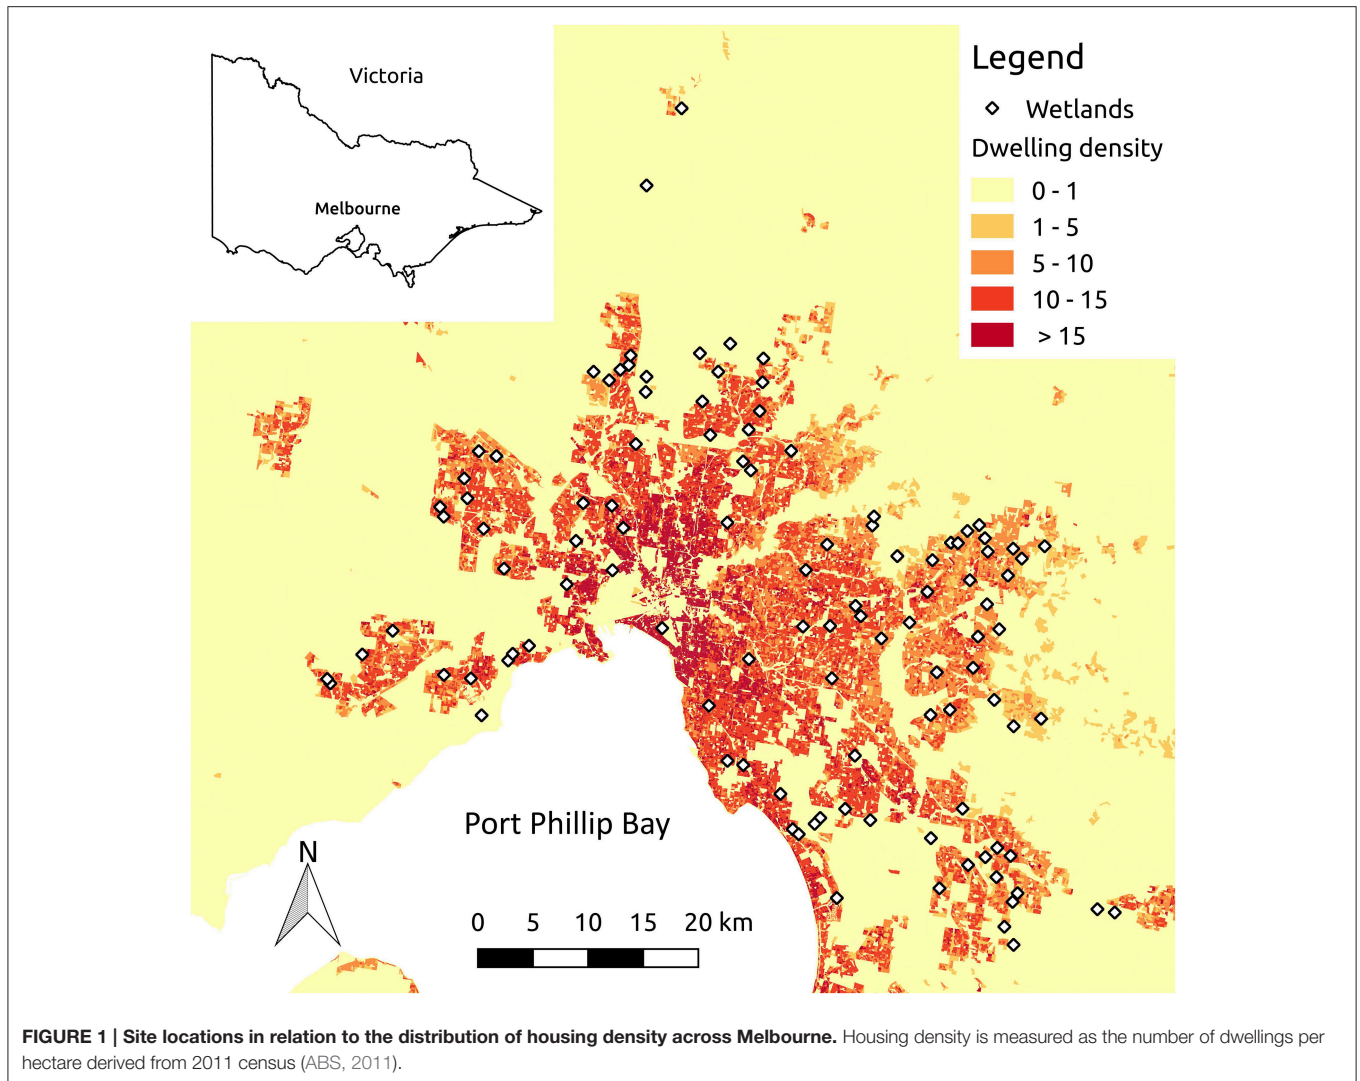 Victoria
Melbourne
Legend
Wetlands
Dwelling density
0 - 1
1 - 5
5 - 10
10 - 15
> 15
Port Phillip Bay
N
0 5 10 15 20 km
FIGURE 1 | Site locations in relation to the distribution of housing density across Melbourne. Housing density is measured as the number of dwellings per
hectare derived from 2011 census (ABS, 2011).